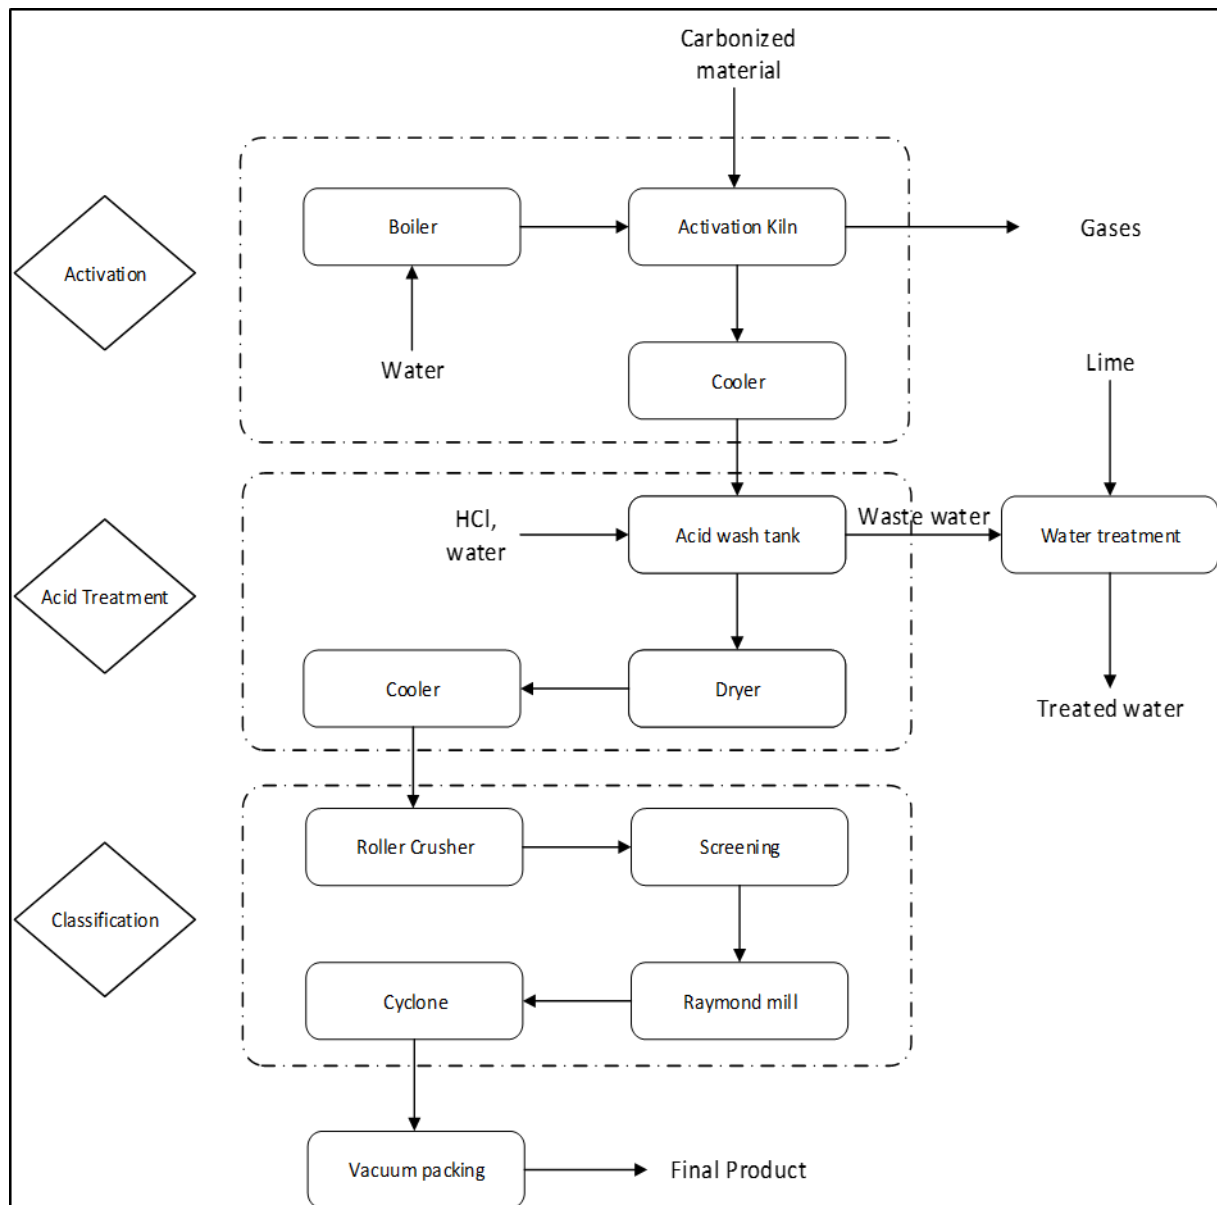 Carbonized
material
Boiler
Activation Kiln
Gases
Activation
Water
Cooler
Lime
HCl,
water
Acid wash tank
Waste water
Water treatment
Acid Treatment
Cooler
Dryer
Treated water
Roller Crusher
Screening
Classification
Cyclone
Raymond mill
Vacuum packing
Final Product